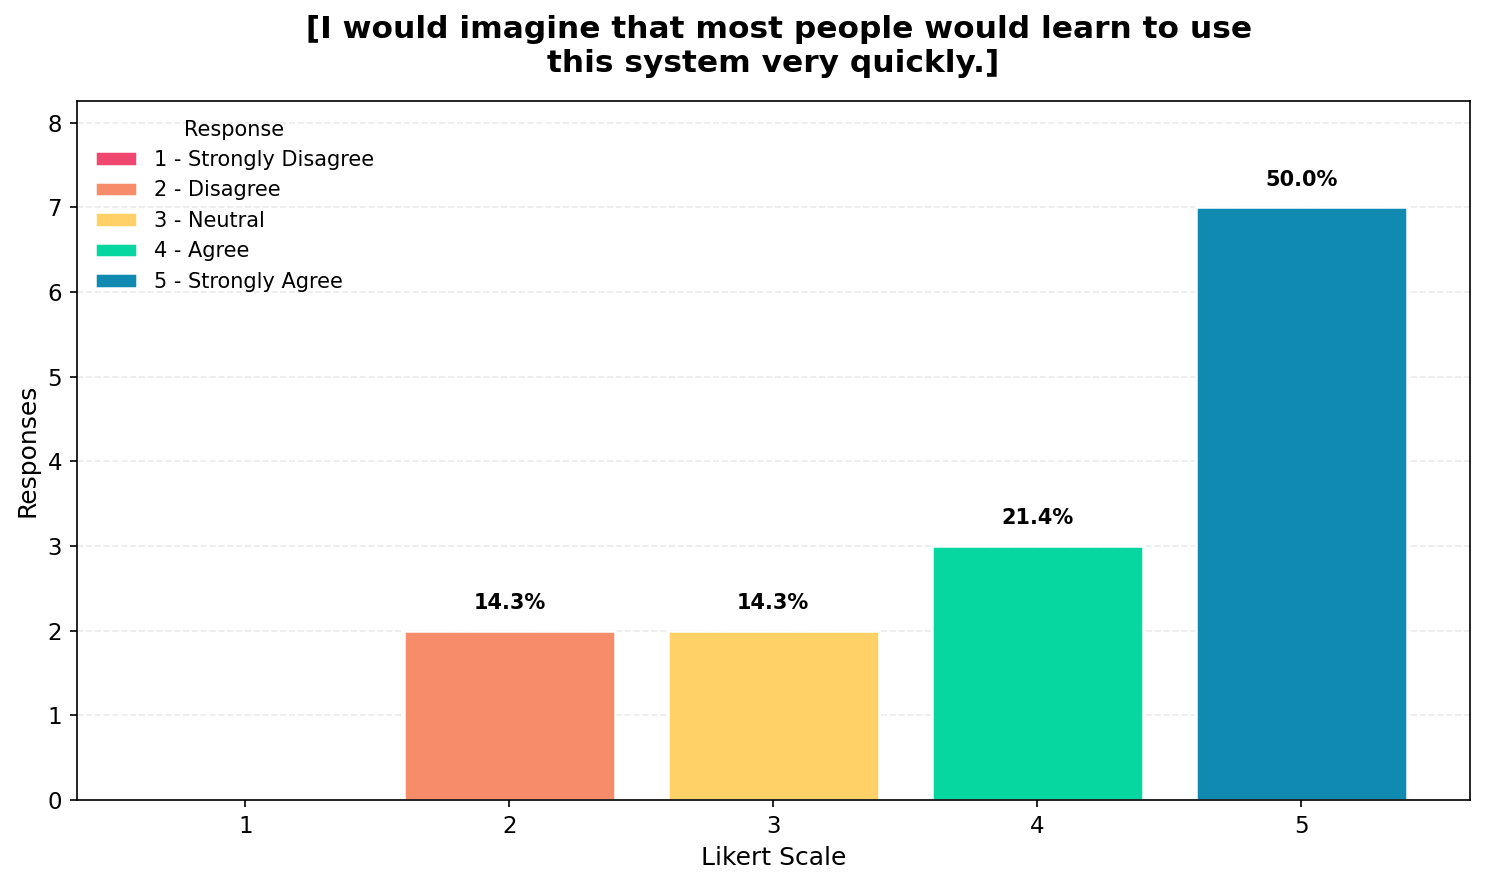 [I would imagine that most people would learn to use
this system very quickly.]
8
7
6
5
4
3
2
1
0
Responses
Response
1 - Strongly Disagree
2 - Disagree
3 - Neutral
4 - Agree
5 - Strongly Agree
14.3%
14.3%
21.4%
50.0%
1
2
3
4
5
Likert Scale